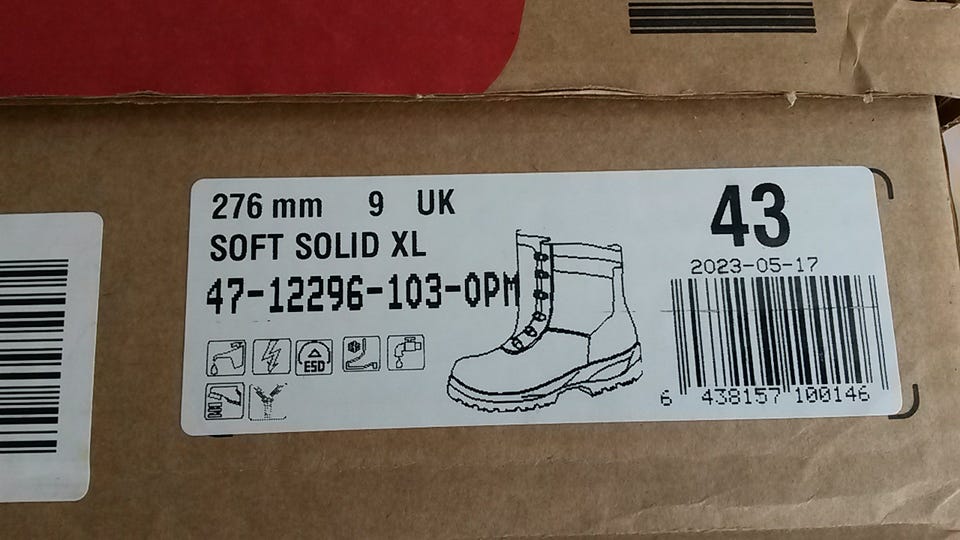 276 mm 9 UK
SOFT SOLID XL
47-12296-103-0PM
ESD
43
2023-05-17
6 438157 100146